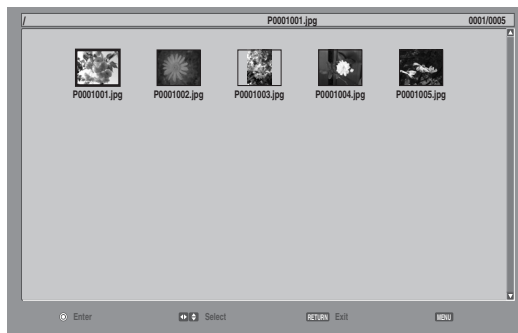 / P0001001.jpg 0001/0005
P0001001.jpg P0001002.jpg P0001003.jpg P0001004.jpg P0001005.jpg
Enter Select RETURN Exit MENU